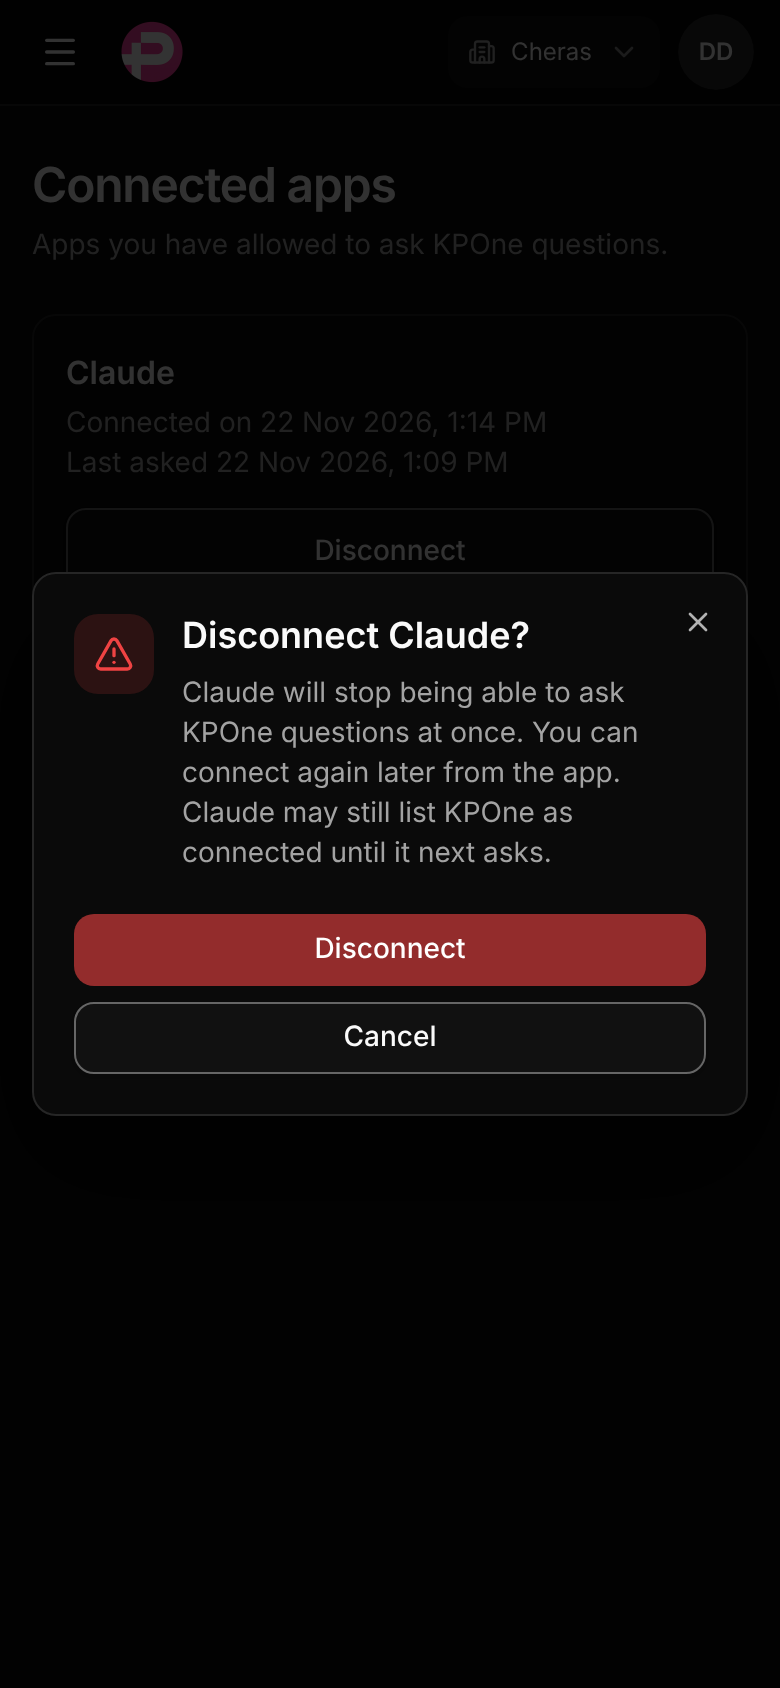 Cheras
DD
Connected apps
Apps you have allowed to ask KPOne questions.
Claude
Connected on 22 Nov 2026, 1:14 PM
Last asked 22 Nov 2026, 1:09 PM
Disconnect
Disconnect Claude?
Claude will stop being able to ask
KPOne questions at once. You can
connect again later from the app.
Claude may still list KPOne as
connected until it next asks.
Disconnect
Cancel